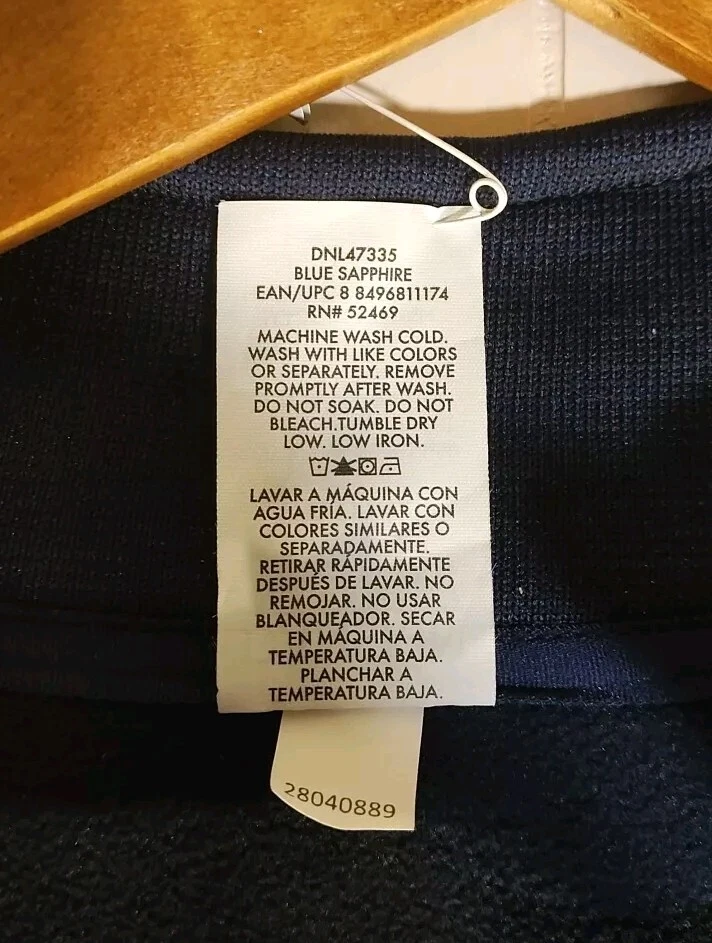 DNL47335
BLUE SAPPHIRE
EAN/UPC 8 8496811174
RN# 52469
MACHINE WASH COLD.
WASH WITH LIKE COLORS
OR SEPARATELY. REMOVE
PROMPTLY AFTER WASH.
DO NOT SOAK. DO NOT
BLEACH.TUMBLE DRY
LOW. LOW IRON.
LAVAR A MÁQUINA CON
AGUA FRÍA. LAVAR CON
COLORES SIMILARES O
SEPARADAMENTE.
RETIRAR RÁPIDAMENTE
DESPUÉS DE LAVAR. NO
REMOJAR. NO USAR
BLANQUEADOR. SECAR
EN MÁQUINA A
TEMPERATURA BAJA.
PLANCHAR A
TEMPERATURA BAJA.
28040889